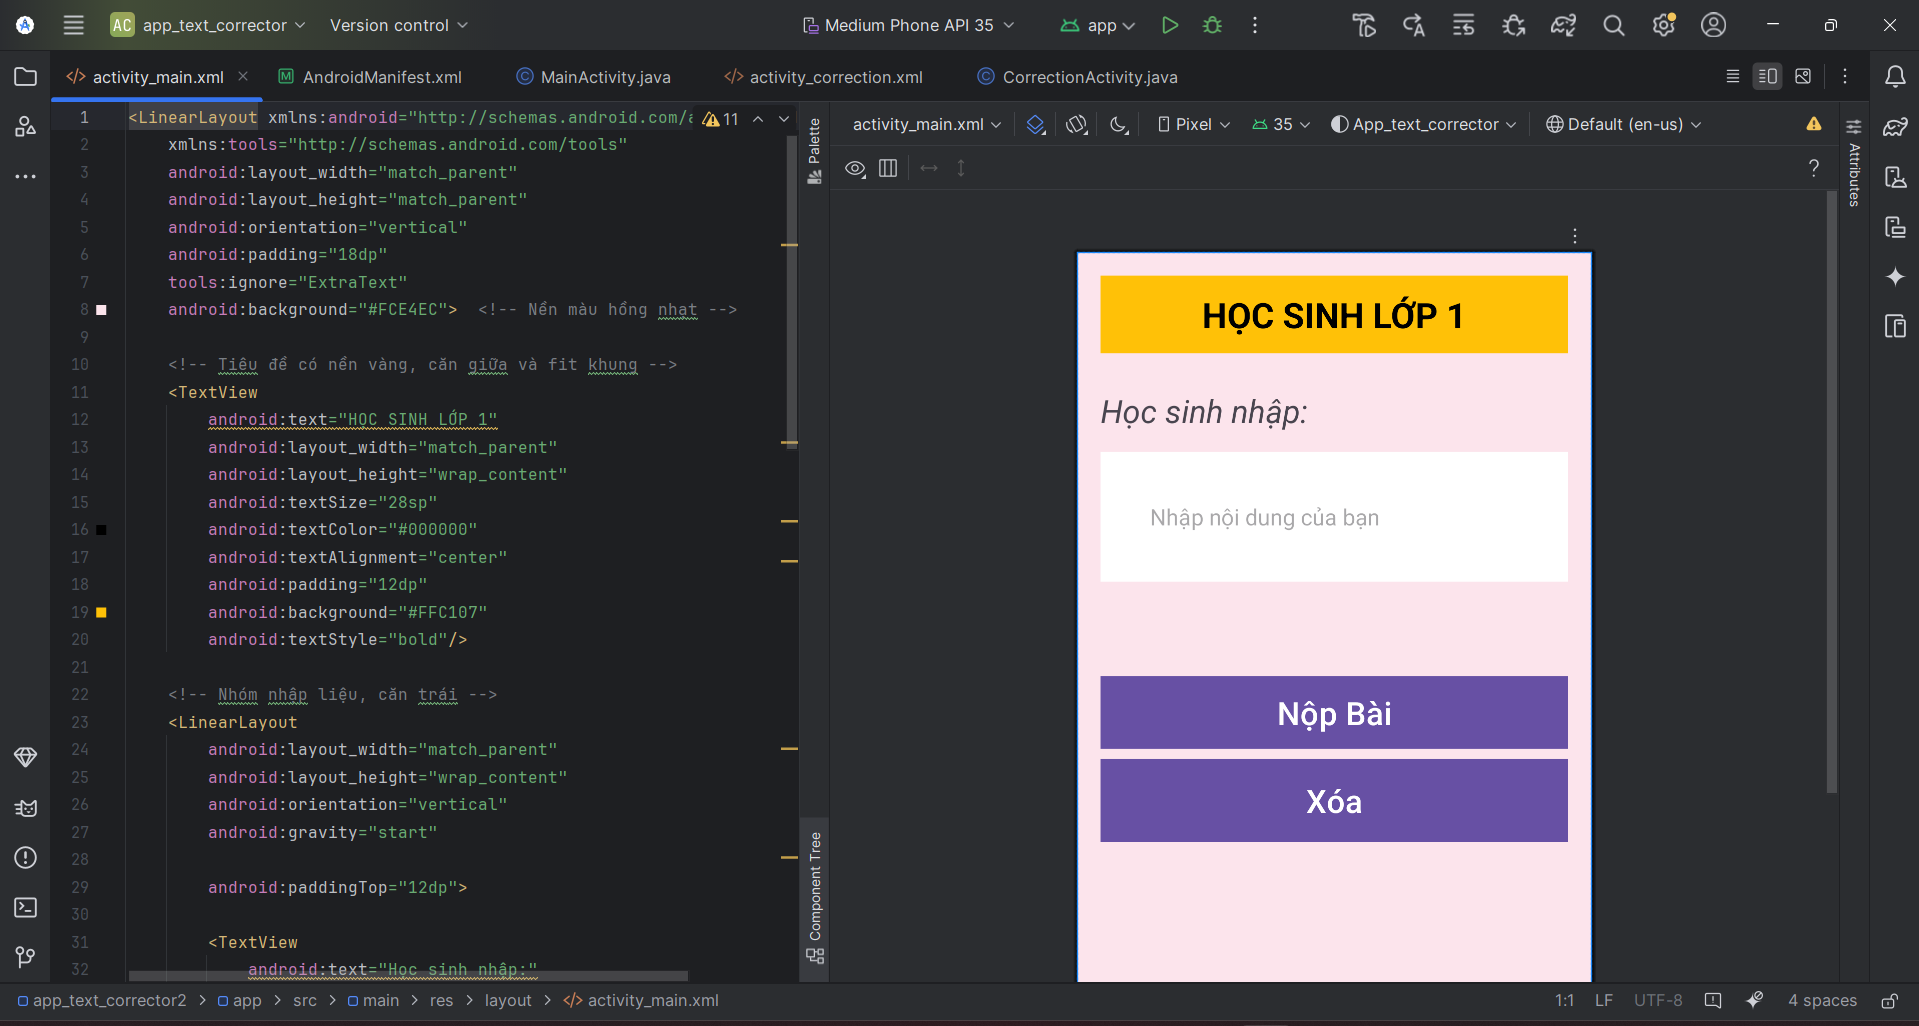 AC app_text_corrector Version control Medium Phone API 35 app
activity_main.xml AndroidManifest.xml MainActivity.java activity_correction.xml CorrectionActivity.java
1 <LinearLayout xmlns:android="http://schemas.android.com/a 11
2 xmlns:tools="http://schemas.android.com/tools"
3 android:layout_width="match_parent"
4 android:layout_height="match_parent"
5 android:orientation="vertical"
6 android:padding="18dp"
7 tools:ignore="ExtraText"
8 android:background="#FCE4EC"> <!-- Nền màu hồng nhạt -->
9
10 <!-- Tiêu đề có nền vàng, căn giữa và fit khung -->
11 <TextView
12 android:text="HỌC SINH LỚP 1"
13 android:layout_width="match_parent"
14 android:layout_height="wrap_content"
15 android:textSize="28sp"
16 android:textColor="#000000"
17 android:textAlignment="center"
18 android:padding="12dp"
19 android:background="#FFC107"
20 android:textStyle="bold"/>
21
22 <!-- Nhóm nhập liệu, căn trái -->
23 <LinearLayout
24 android:layout_width="match_parent"
25 android:layout_height="wrap_content"
26 android:orientation="vertical"
27 android:gravity="start"
28
29 android:paddingTop="12dp">
30
31 <TextView
32 android:text="Học sinh nhập:"
Palette
Component Tree
activity_main.xml Pixel 35 App_text_corrector Default (en-us)
?
Attributes
HỌC SINH LỚP 1
Học sinh nhập:
Nhập nội dung của bạn
Nộp Bài
Xóa
app_text_corrector2 > app > src > main > res > layout > activity_main.xml 1:1 LF UTF-8 4 spaces